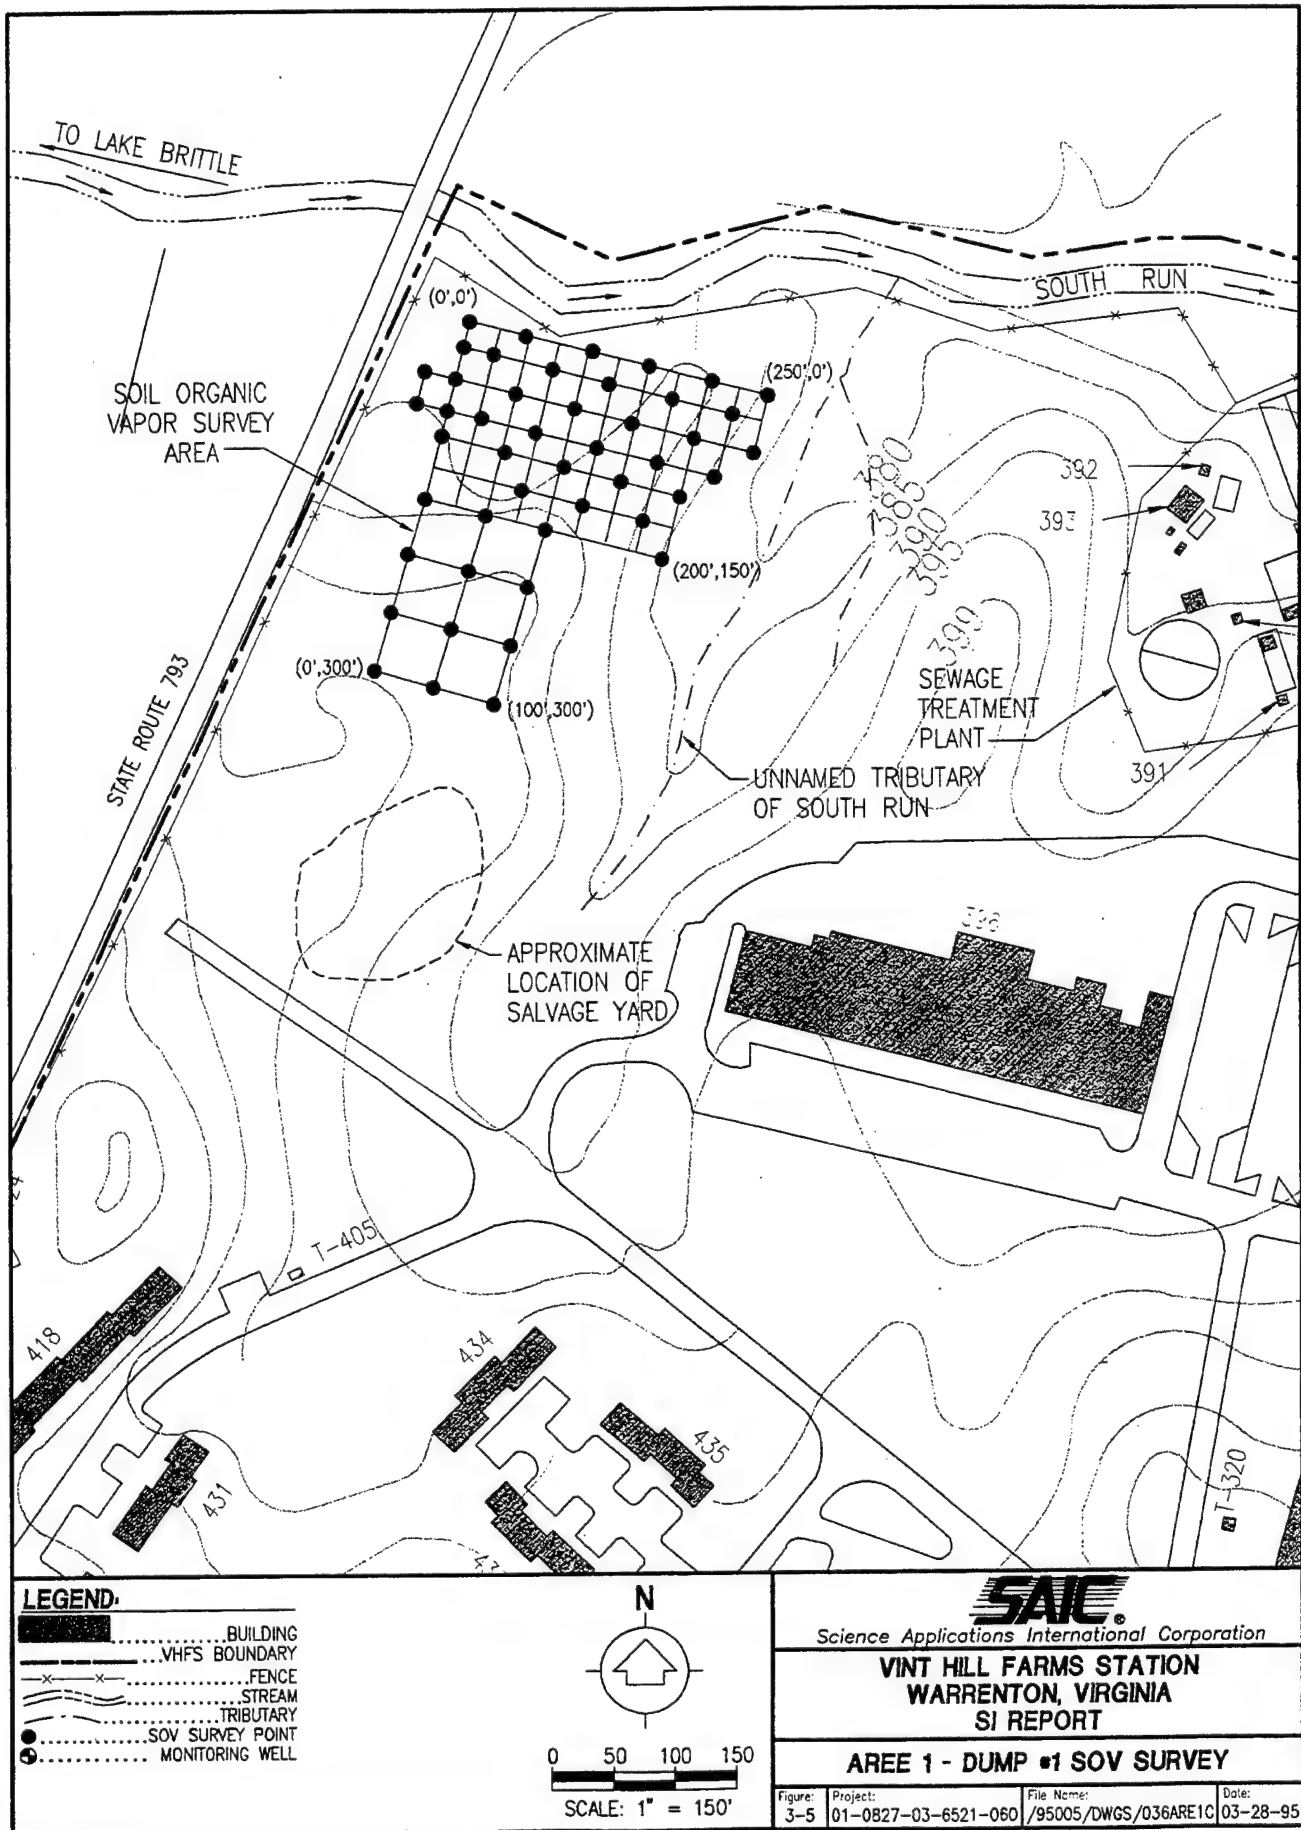 TO LAKE BRITTLE
SOUTH RUN
(0',0')
(250',0')
SOIL ORGANIC
VAPOR SURVEY
AREA
380
385
390
395
399
392
393
(200',150')
(0',300')
(100',300')
STATE ROUTE 793
SEWAGE
TREATMENT
PLANT
391
UNNAMED TRIBUTARY
OF SOUTH RUN
396
APPROXIMATE
LOCATION OF
SALVAGE YARD
T-405
418
434
435
431
T-320
LEGEND:
BUILDING
VHFS BOUNDARY
FENCE
STREAM
TRIBUTARY
SOV SURVEY POINT
MONITORING WELL
N
0 50 100 150
SCALE: 1" = 150'
SAIC®
Science Applications International Corporation
VINT HILL FARMS STATION
WARRENTON, VIRGINIA
SI REPORT
AREE 1 - DUMP #1 SOV SURVEY
Figure: 3-5
Project: 01-0827-03-6521-060
File Name: /95005/DWGS/036ARE1C
Date: 03-28-95